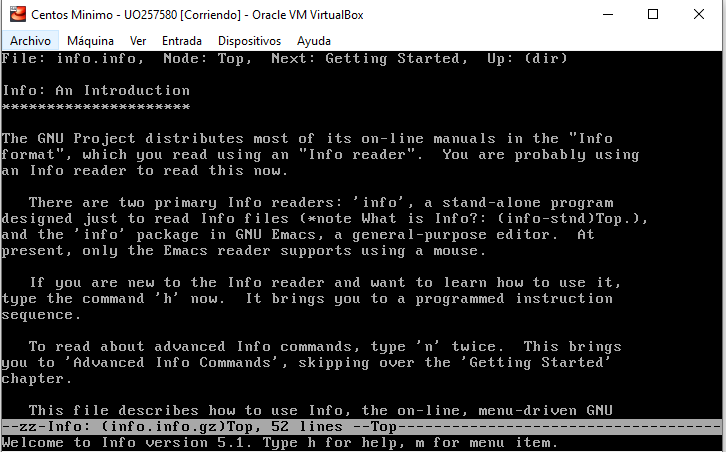 Centos Minimo - UO257580 [Corriendo] - Oracle VM VirtualBox
Archivo Máquina Ver Entrada Dispositivos Ayuda
File: info.info,  Node: Top,  Next: Getting Started,  Up: (dir)
Info: An Introduction
*********************
The GNU Project distributes most of its on-line manuals in the "Info
format", which you read using an "Info reader".  You are probably using
an Info reader to read this now.
There are two primary Info readers: 'info', a stand-alone program
designed just to read Info files (*note What is Info?: (info-stnd)Top.),
and the 'info' package in GNU Emacs, a general-purpose editor.  At
present, only the Emacs reader supports using a mouse.
If you are new to the Info reader and want to learn how to use it,
type the command 'h' now.  It brings you to a programmed instruction
sequence.
To read about advanced Info commands, type 'n' twice.  This brings
you to 'Advanced Info Commands', skipping over the 'Getting Started'
chapter.
This file describes how to use Info, the on-line, menu-driven GNU
--zz-Info: (info.info.gz)Top, 52 lines --Top------------------------------------
Welcome to Info version 5.1. Type h for help, m for menu item.